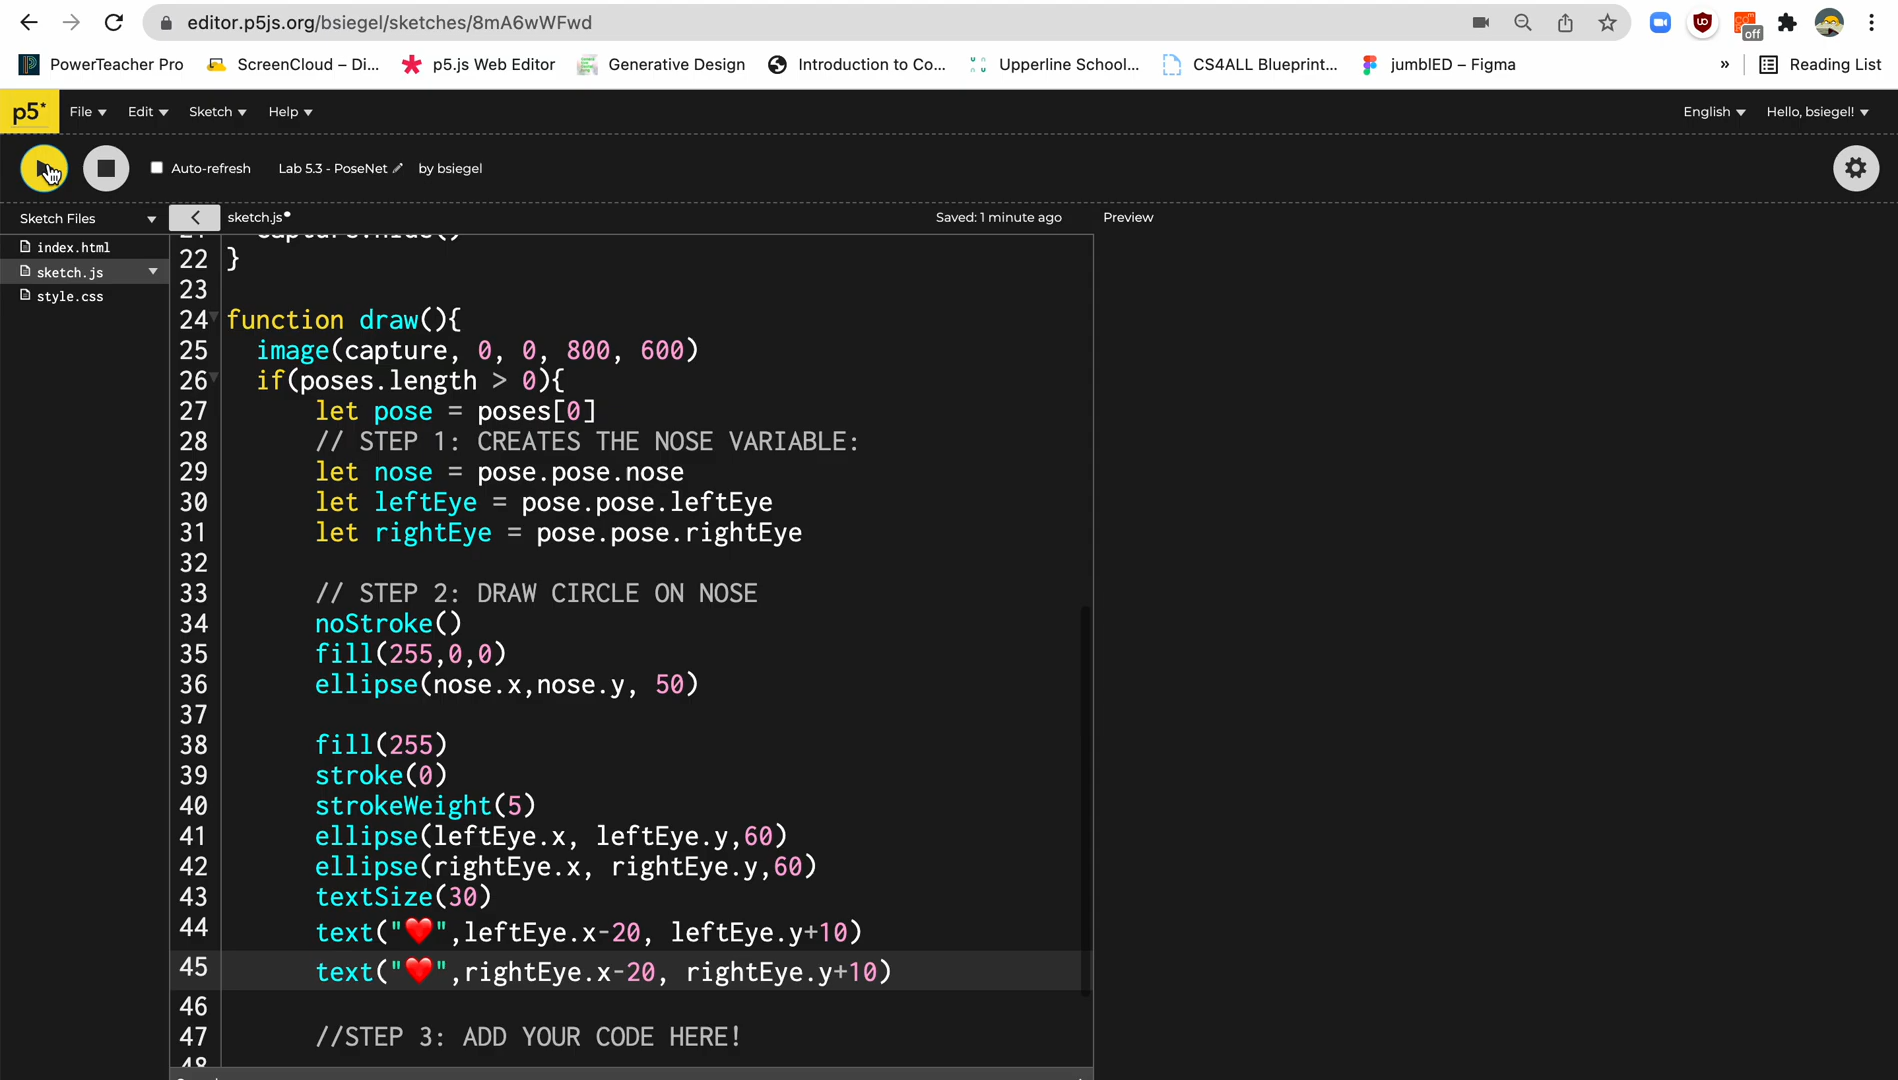 editor.p5js.org/bsiegel/sketches/8mA6wWFwd
off
PowerTeacher Pro ScreenCloud – Di... p5.js Web Editor Generative Design Introduction to Co... Upperline School... CS4ALL Blueprint... jumblED – Figma » Reading List
p5* File Edit Sketch Help English Hello, bsiegel!
Auto-refresh Lab 5.3 - PoseNet by bsiegel
Sketch Files sketch.js Saved: 1 minute ago Preview
index.html
sketch.js
style.css
22 }
23
24 function draw(){
25 image(capture, 0, 0, 800, 600)
26 if(poses.length > 0){
27 let pose = poses[0]
28 // STEP 1: CREATES THE NOSE VARIABLE:
29 let nose = pose.pose.nose
30 let leftEye = pose.pose.leftEye
31 let rightEye = pose.pose.rightEye
32
33 // STEP 2: DRAW CIRCLE ON NOSE
34 noStroke()
35 fill(255,0,0)
36 ellipse(nose.x,nose.y, 50)
37
38 fill(255)
39 stroke(0)
40 strokeWeight(5)
41 ellipse(leftEye.x, leftEye.y,60)
42 ellipse(rightEye.x, rightEye.y,60)
43 textSize(30)
44 text("❤️",leftEye.x-20, leftEye.y+10)
45 text("❤️",rightEye.x-20, rightEye.y+10)
46
47 //STEP 3: ADD YOUR CODE HERE!
48